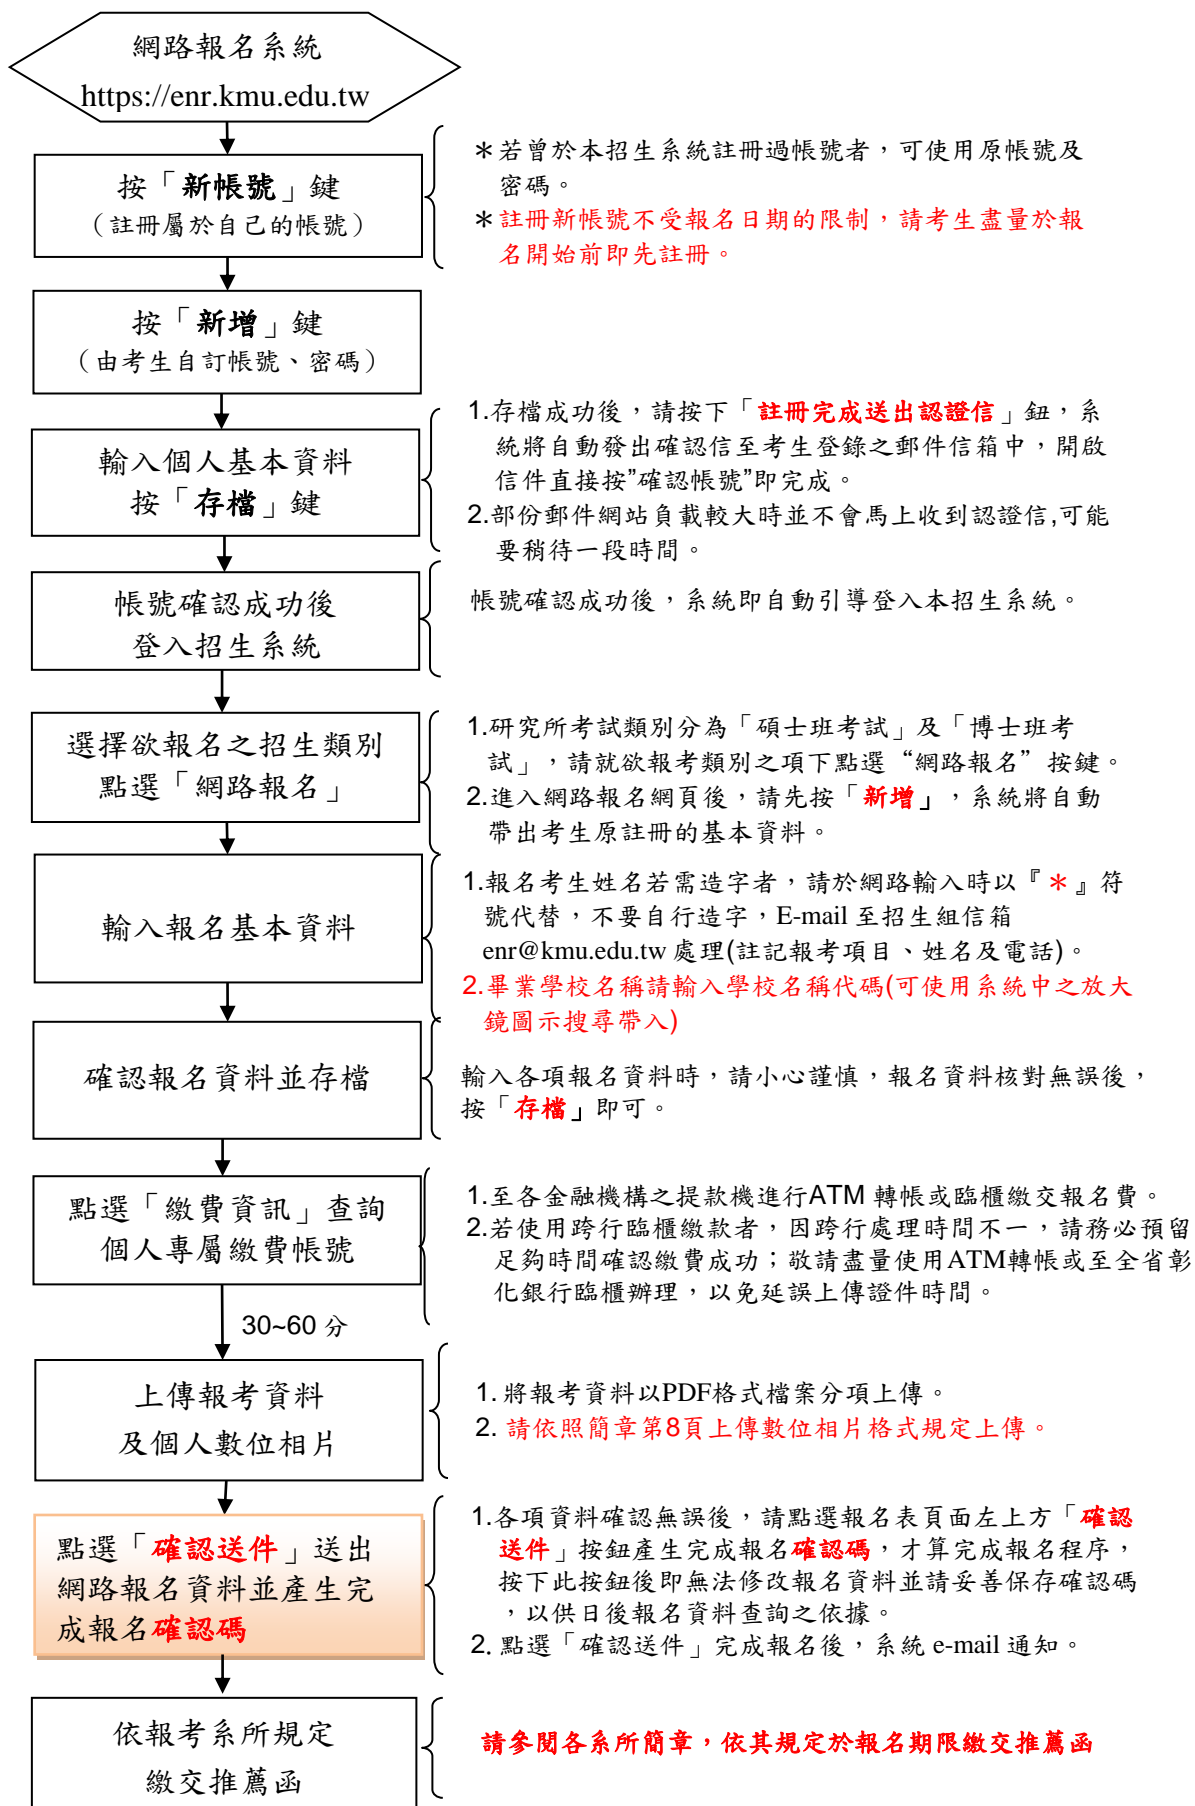 網路報名系統
https://enr.kmu.edu.tw
按「新帳號」鍵
（註冊屬於自己的帳號）
＊若曾於本招生系統註冊過帳號者，可使用原帳號及
密碼。
＊註冊新帳號不受報名日期的限制，請考生盡量於報
名開始前即先註冊。
按「新增」鍵
（由考生自訂帳號、密碼）
輸入個人基本資料
按「存檔」鍵
1.存檔成功後，請按下「註冊完成送出認證信」鈕，系
統將自動發出確認信至考生登錄之郵件信箱中，開啟
信件直接按”確認帳號”即完成。
2.部份郵件網站負載較大時並不會馬上收到認證信,可能
要稍待一段時間。
帳號確認成功後
登入招生系統
帳號確認成功後，系統即自動引導登入本招生系統。
選擇欲報名之招生類別
點選「網路報名」
1.研究所考試類別分為「碩士班考試」及「博士班考
試」，請就欲報考類別之項下點選“網路報名”按鍵。
2.進入網路報名網頁後，請先按「新增」，系統將自動
帶出考生原註冊的基本資料。
輸入報名基本資料
1.報名考生姓名若需造字者，請於網路輸入時以『＊』符
號代替，不要自行造字，E-mail 至招生組信箱
enr@kmu.edu.tw 處理(註記報考項目、姓名及電話)。
2.畢業學校名稱請輸入學校名稱代碼(可使用系統中之放大
鏡圖示搜尋帶入)
確認報名資料並存檔
輸入各項報名資料時，請小心謹慎，報名資料核對無誤後，
按「存檔」即可。
點選「繳費資訊」查詢
個人專屬繳費帳號
1.至各金融機構之提款機進行ATM 轉帳或臨櫃繳交報名費。
2.若使用跨行臨櫃繳款者，因跨行處理時間不一，請務必預留
足夠時間確認繳費成功；敬請盡量使用ATM轉帳或至全省彰
化銀行臨櫃辦理，以免延誤上傳證件時間。
30~60 分
上傳報考資料
及個人數位相片
1. 將報考資料以PDF格式檔案分項上傳。
2. 請依照簡章第8頁上傳數位相片格式規定上傳。
點選「確認送件」送出
網路報名資料並產生完
成報名確認碼
1.各項資料確認無誤後，請點選報名表頁面左上方「確認
送件」按鈕產生完成報名確認碼，才算完成報名程序，
按下此按鈕後即無法修改報名資料並請妥善保存確認碼
，以供日後報名資料查詢之依據。
2. 點選「確認送件」完成報名後，系統 e-mail 通知。
依報考系所規定
繳交推薦函
請參閱各系所簡章，依其規定於報名期限繳交推薦函